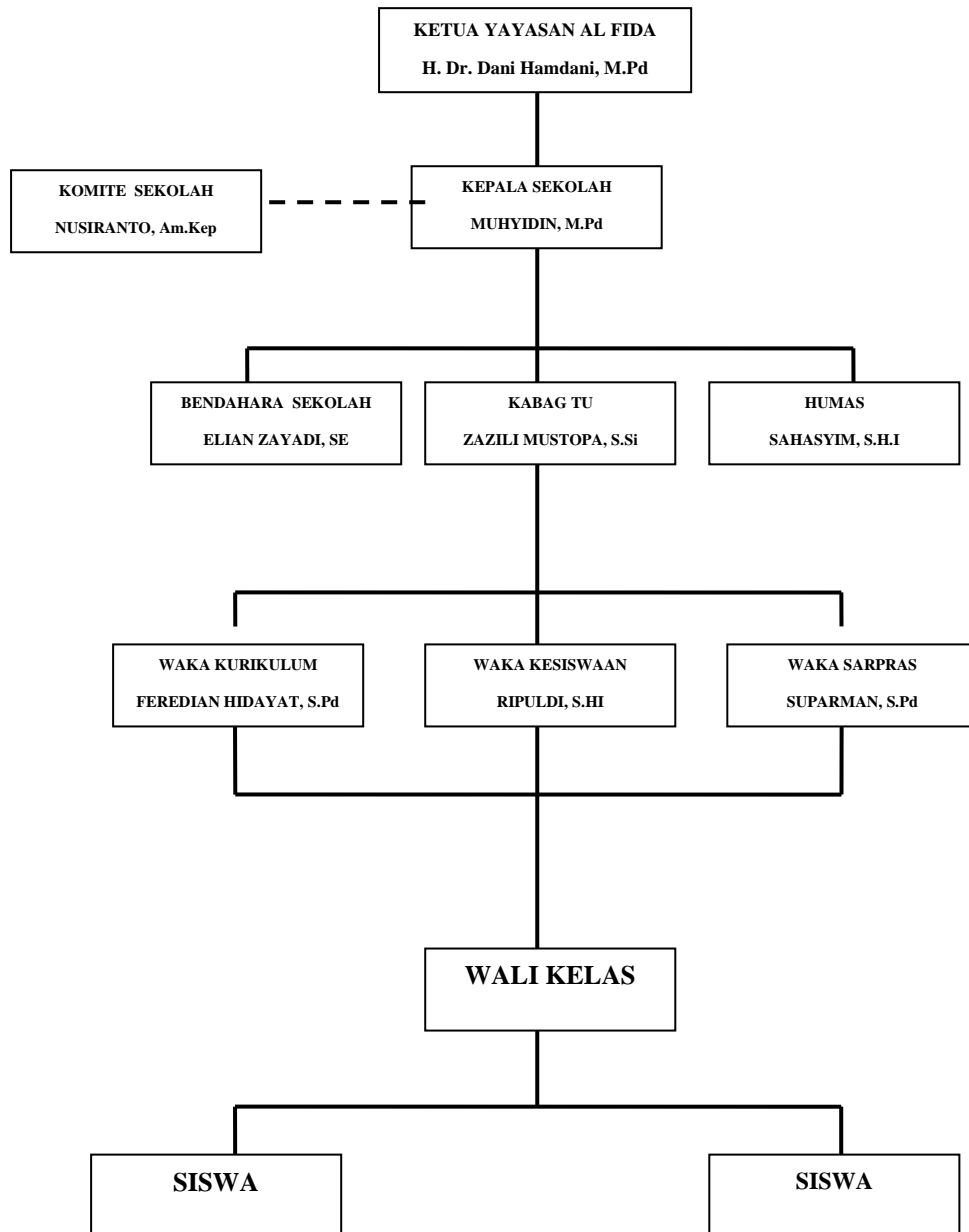 KETUA YAYASAN AL FIDA
H. Dr. Dani Hamdani, M.Pd
KOMITE SEKOLAH
NUSIRANTO, Am.Kep
KEPALA SEKOLAH
MUHYIDIN, M.Pd
BENDAHARA SEKOLAH
ELIAN ZAYADI, SE
KABAG TU
ZAZILI MUSTOPA, S.Si
HUMAS
SAHASYIM, S.H.I
WAKA KURIKULUM
FEREDIAN HIDAYAT, S.Pd
WAKA KESISWAAN
RIPULDI, S.HI
WAKA SARPRAS
SUPARMAN, S.Pd
WALI KELAS
SISWA
SISWA